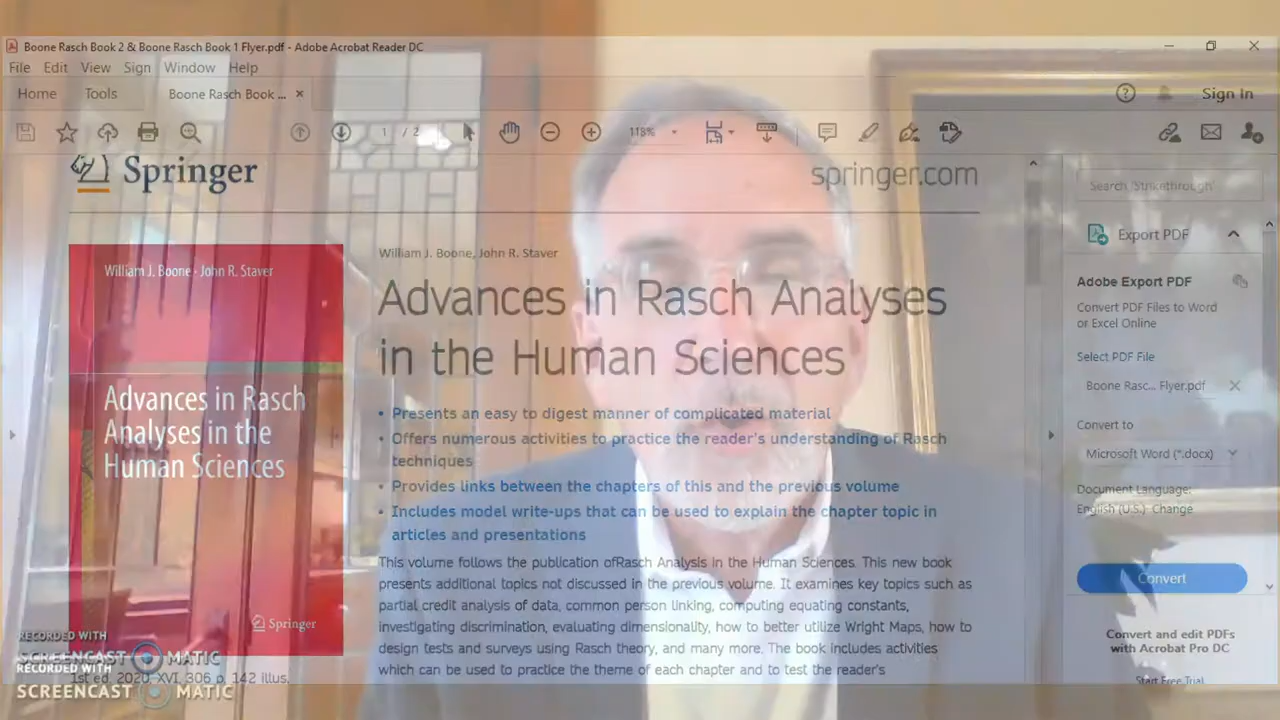 Boone Rasch Book 2 & Boone Rasch Book 1 Flyer.pdf - Adobe Acrobat Reader DC
File Edit View Sign Window Help
Home Tools Boone Rasch Book ... ×
Sign In
1 / 2
118%
Springer
springer.com
William J. Boone · John R. Staver
Advances in Rasch
Analyses in the
Human Sciences
Springer
William J. Boone, John R. Staver
Advances in Rasch Analyses
in the Human Sciences
• Presents an easy to digest manner of complicated material
• Offers numerous activities to practice the reader's understanding of Rasch
techniques
• Provides links between the chapters of this and the previous volume
• Includes model write-ups that can be used to explain the chapter topic in
articles and presentations
This volume follows the publication ofRasch Analysis in the Human Sciences. This new book
presents additional topics not discussed in the previous volume. It examines key topics such as
partial credit analysis of data, common person linking, computing equating constants,
investigating discrimination, evaluating dimensionality, how to better utilize Wright Maps, how to
design tests and surveys using Rasch theory, and many more. The book includes activities
which can be used to practice the theme of each chapter and to test the reader's
1st ed. 2020, XVI, 306 p. 142 illus.
Search 'Strikethrough'
Export PDF
Adobe Export PDF
Convert PDF Files to Word
or Excel Online
Select PDF File
Boone Rasc... Flyer.pdf
Convert to
Microsoft Word (*.docx)
Document Language:
English (U.S.) Change
Convert
Convert and edit PDFs
with Acrobat Pro DC
Start Free Trial
RECORDED WITH
SCREENCAST MATIC
RECORDED WITH
SCREENCAST MATIC